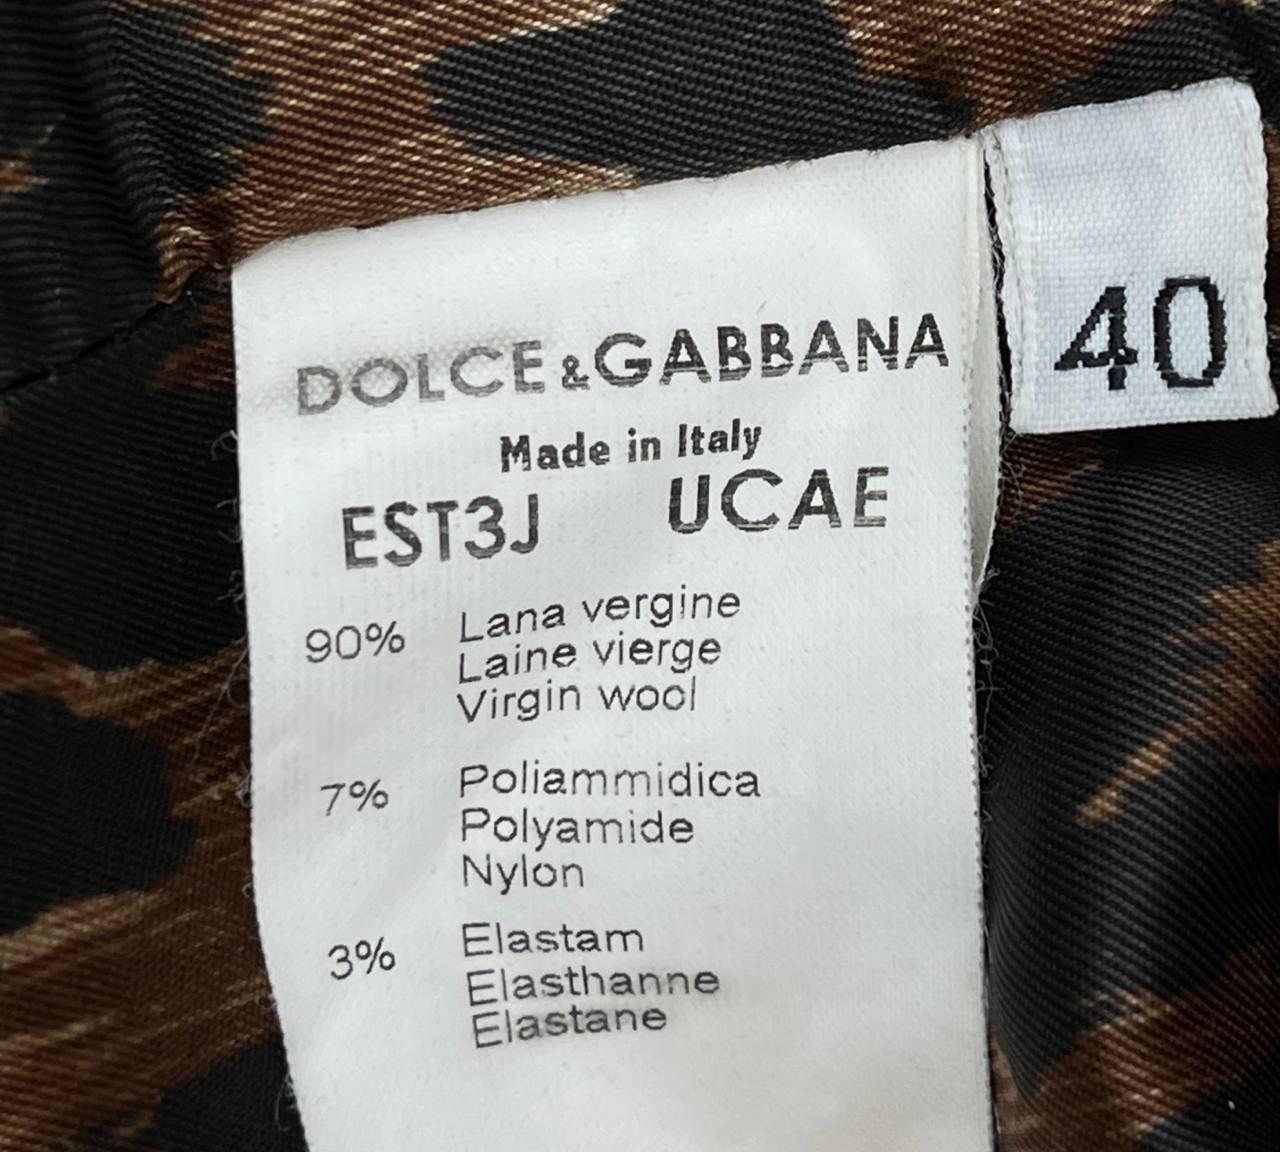 DOLCE&GABBANA
Made in Italy
EST3J UCAE
90% Lana vergine
Laine vierge
Virgin wool
7% Poliammidica
Polyamide
Nylon
3% Elastam
Elasthanne
Elastane
40